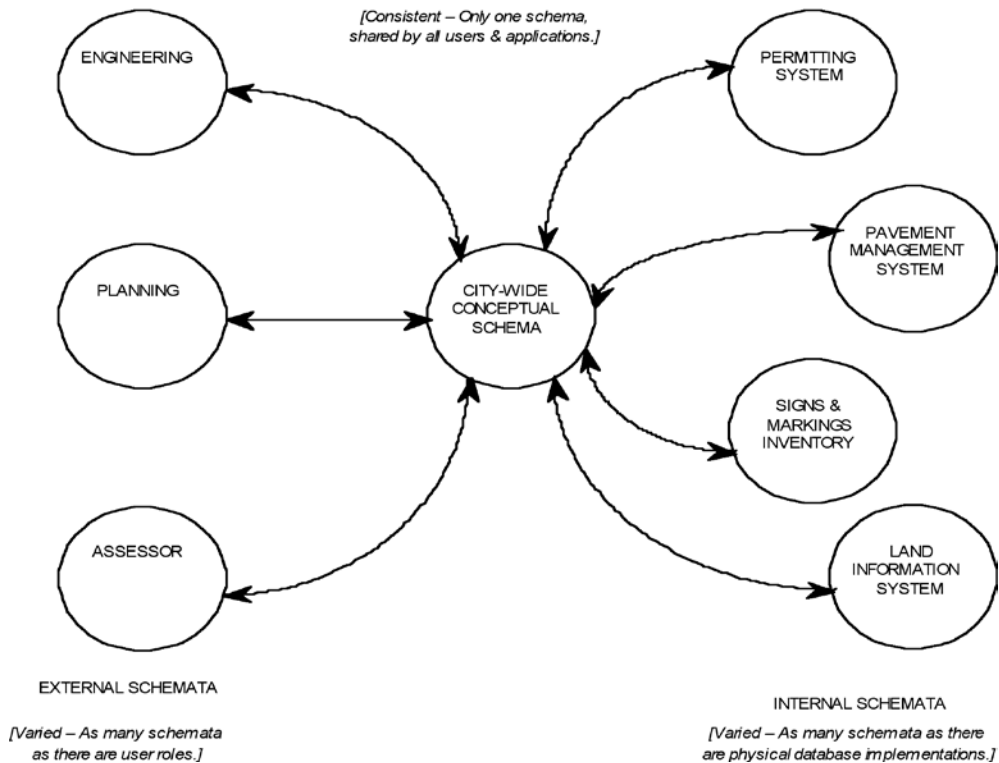 [Consistent – Only one schema,
shared by all users & applications.]
ENGINEERING
PERMITTING
SYSTEM
PAVEMENT
MANAGEMENT
SYSTEM
PLANNING
CITY-WIDE
CONCEPTUAL
SCHEMA
SIGNS &
MARKINGS
INVENTORY
ASSESSOR
LAND
INFORMATION
SYSTEM
EXTERNAL SCHEMATA
[Varied – As many schemata
as there are user roles.]
INTERNAL SCHEMATA
[Varied – As many schemata as there
are physical database implementations.]